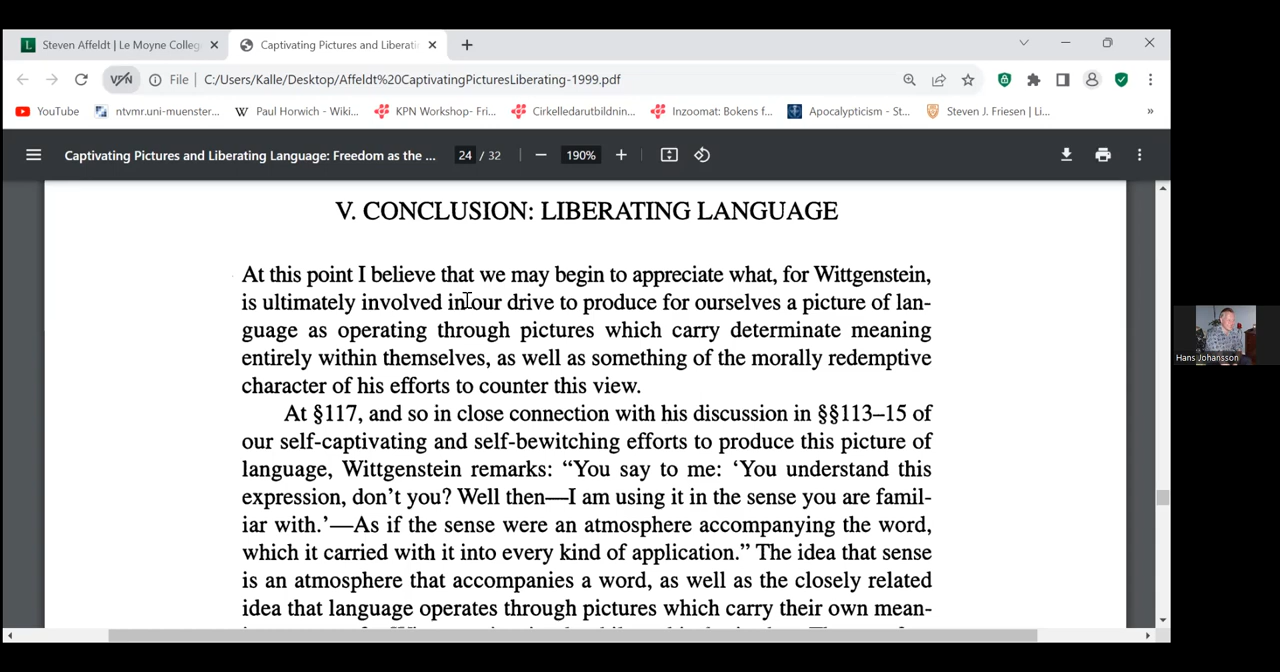 Steven Affeldt | Le Moyne Colleg
Captivating Pictures and Liberati
File
C:/Users/Kalle/Desktop/Affeldt%20CaptivatingPicturesLiberating-1999.pdf
YouTube
ntvmr.uni-muenster...
Paul Horwich - Wiki...
KPN Workshop- Fri...
Cirkelledarutbildnin...
Inzoomat: Bokens f...
Apocalypticism - St...
Steven J. Friesen | Li...
»
Captivating Pictures and Liberating Language: Freedom as the ...
24 / 32
190%
V. CONCLUSION: LIBERATING LANGUAGE
At this point I believe that we may begin to appreciate what, for Wittgenstein,
is ultimately involved in our drive to produce for ourselves a picture of lan-
guage as operating through pictures which carry determinate meaning
entirely within themselves, as well as something of the morally redemptive
character of his efforts to counter this view.
At §117, and so in close connection with his discussion in §§113–15 of
our self-captivating and self-bewitching efforts to produce this picture of
language, Wittgenstein remarks: “You say to me: ‘You understand this
expression, don’t you? Well then—I am using it in the sense you are famil-
iar with.’—As if the sense were an atmosphere accompanying the word,
which it carried with it into every kind of application.” The idea that sense
is an atmosphere that accompanies a word, as well as the closely related
idea that language operates through pictures which carry their own mean-
Hans Johansson